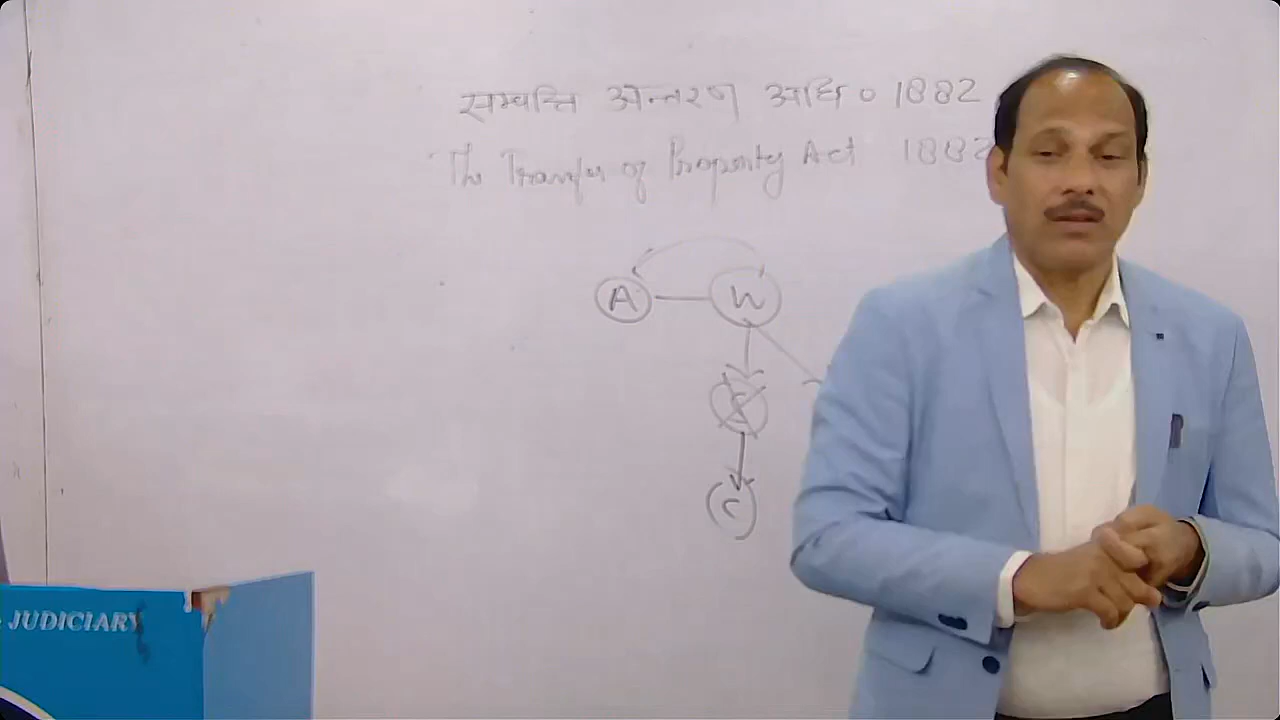 सम्पत्ति अन्तरण अधि० 1882
The Transfer of Property Act 1882
A W
S
C
JUDICIARY